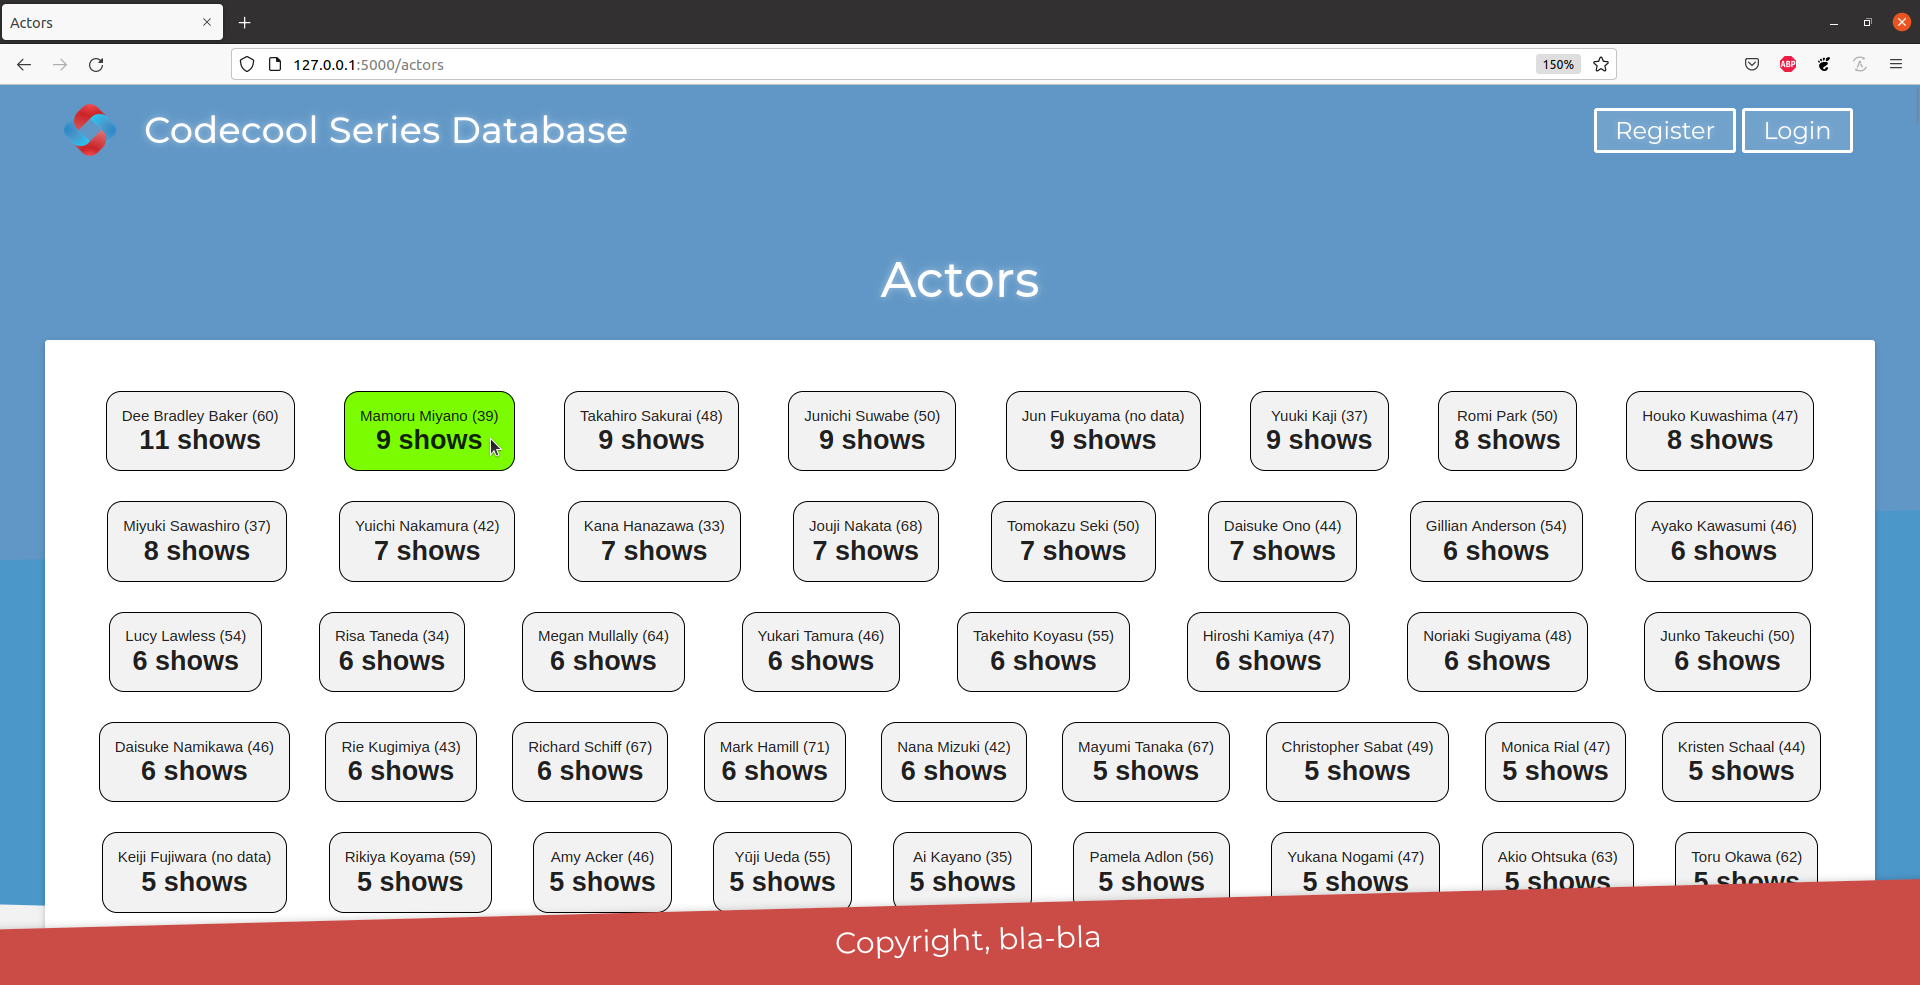 Actors
127.0.0.1:5000/actors
150%
ABP
Codecool Series Database
Register
Login
Actors
Dee Bradley Baker (60)
11 shows
Mamoru Miyano (39)
9 shows
Takahiro Sakurai (48)
9 shows
Junichi Suwabe (50)
9 shows
Jun Fukuyama (no data)
9 shows
Yuuki Kaji (37)
9 shows
Romi Park (50)
8 shows
Houko Kuwashima (47)
8 shows
Miyuki Sawashiro (37)
8 shows
Yuichi Nakamura (42)
7 shows
Kana Hanazawa (33)
7 shows
Jouji Nakata (68)
7 shows
Tomokazu Seki (50)
7 shows
Daisuke Ono (44)
7 shows
Gillian Anderson (54)
6 shows
Ayako Kawasumi (46)
6 shows
Lucy Lawless (54)
6 shows
Risa Taneda (34)
6 shows
Megan Mullally (64)
6 shows
Yukari Tamura (46)
6 shows
Takehito Koyasu (55)
6 shows
Hiroshi Kamiya (47)
6 shows
Noriaki Sugiyama (48)
6 shows
Junko Takeuchi (50)
6 shows
Daisuke Namikawa (46)
6 shows
Rie Kugimiya (43)
6 shows
Richard Schiff (67)
6 shows
Mark Hamill (71)
6 shows
Nana Mizuki (42)
6 shows
Mayumi Tanaka (67)
5 shows
Christopher Sabat (49)
5 shows
Monica Rial (47)
5 shows
Kristen Schaal (44)
5 shows
Keiji Fujiwara (no data)
5 shows
Rikiya Koyama (59)
5 shows
Amy Acker (46)
5 shows
Yūji Ueda (55)
5 shows
Ai Kayano (35)
5 shows
Pamela Adlon (56)
5 shows
Yukana Nogami (47)
5 shows
Akio Ohtsuka (63)
5 shows
Toru Okawa (62)
5 shows
Copyright, bla-bla